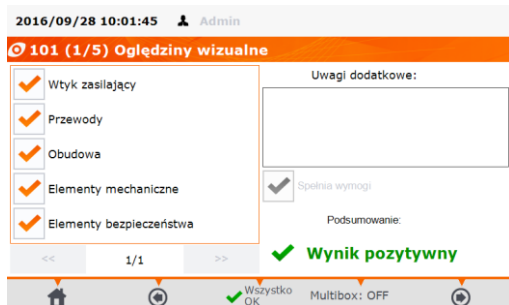 2016/09/28 10:01:45 Admin
101 (1/5) Oględziny wizualne
Wtyk zasilający
Przewody
Obudowa
Elementy mechaniczne
Elementy bezpieczeństwa
<< 1/1 >>
Uwagi dodatkowe:
Spełnia wymogi
Podsumowanie:
Wynik pozytywny
Wszystko
OK
Multibox: OFF